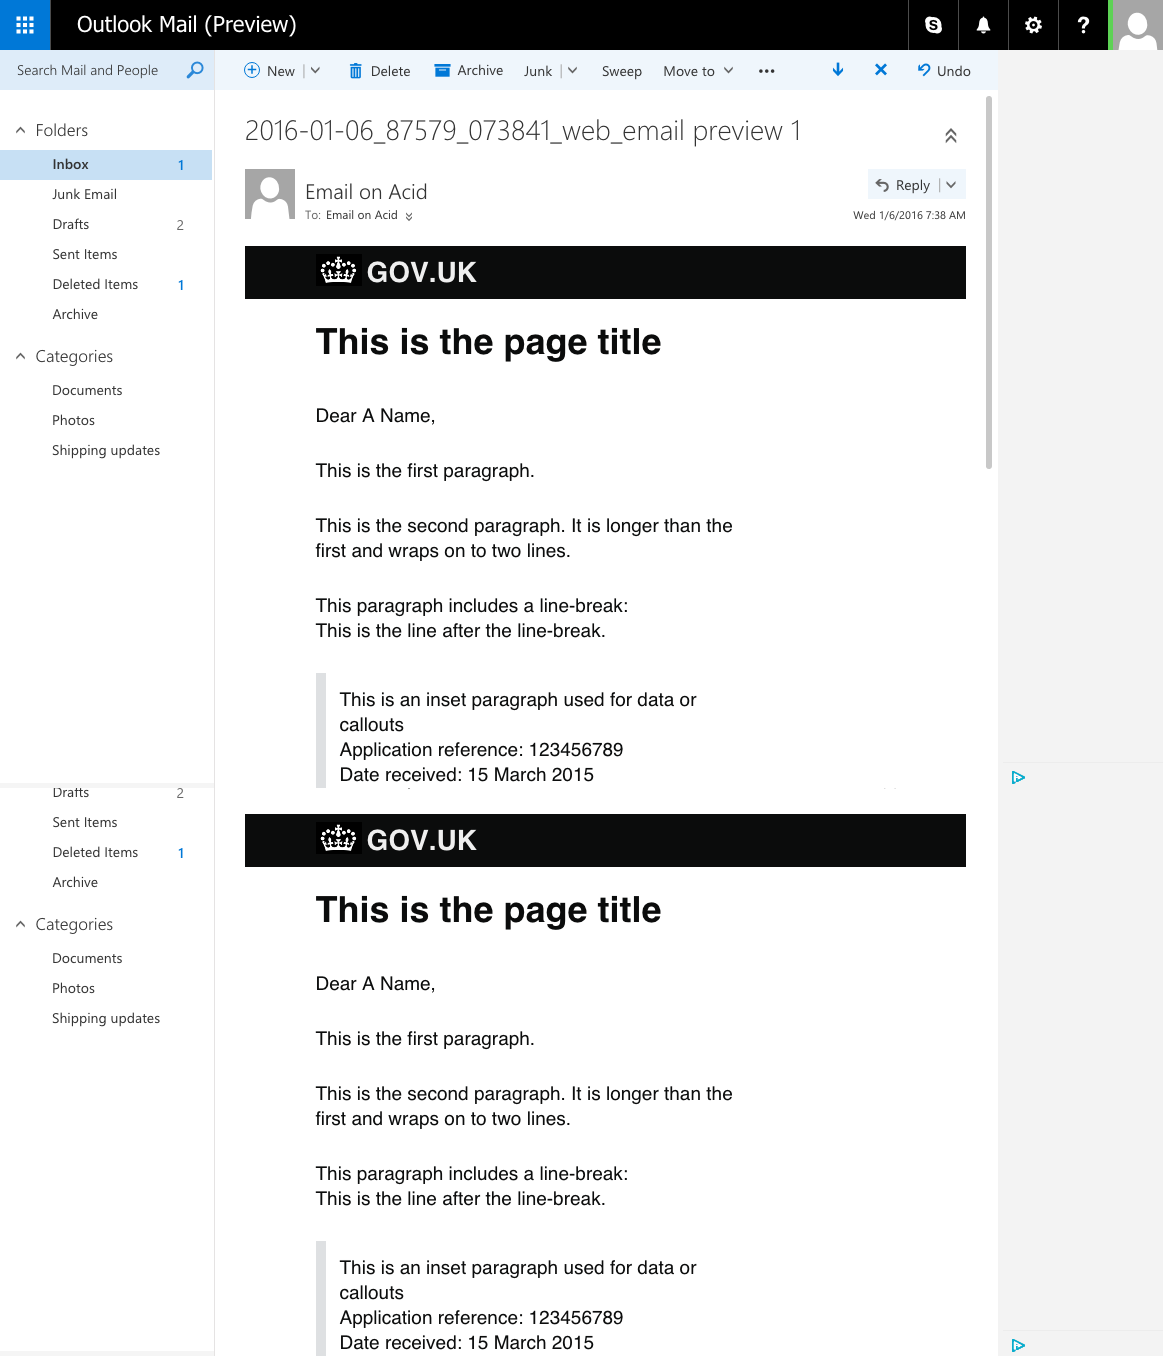 Outlook Mail (Preview)
?
Search Mail and People
New
Delete
Archive
Junk
Sweep
Move to
Undo
Folders
Inbox 1
Junk Email
Drafts 2
Sent Items
Deleted Items 1
Archive
Categories
Documents
Photos
Shipping updates
2016-01-06_87579_073841_web_email preview 1
Email on Acid
To: Email on Acid
Reply
Wed 1/6/2016 7:38 AM
GOV.UK
This is the page title
Dear A Name,
This is the first paragraph.
This is the second paragraph. It is longer than the
first and wraps on to two lines.
This paragraph includes a line-break:
This is the line after the line-break.
This is an inset paragraph used for data or
callouts
Application reference: 123456789
Date received: 15 March 2015
Drafts 2
Sent Items
Deleted Items 1
Archive
Categories
Documents
Photos
Shipping updates
GOV.UK
This is the page title
Dear A Name,
This is the first paragraph.
This is the second paragraph. It is longer than the
first and wraps on to two lines.
This paragraph includes a line-break:
This is the line after the line-break.
This is an inset paragraph used for data or
callouts
Application reference: 123456789
Date received: 15 March 2015